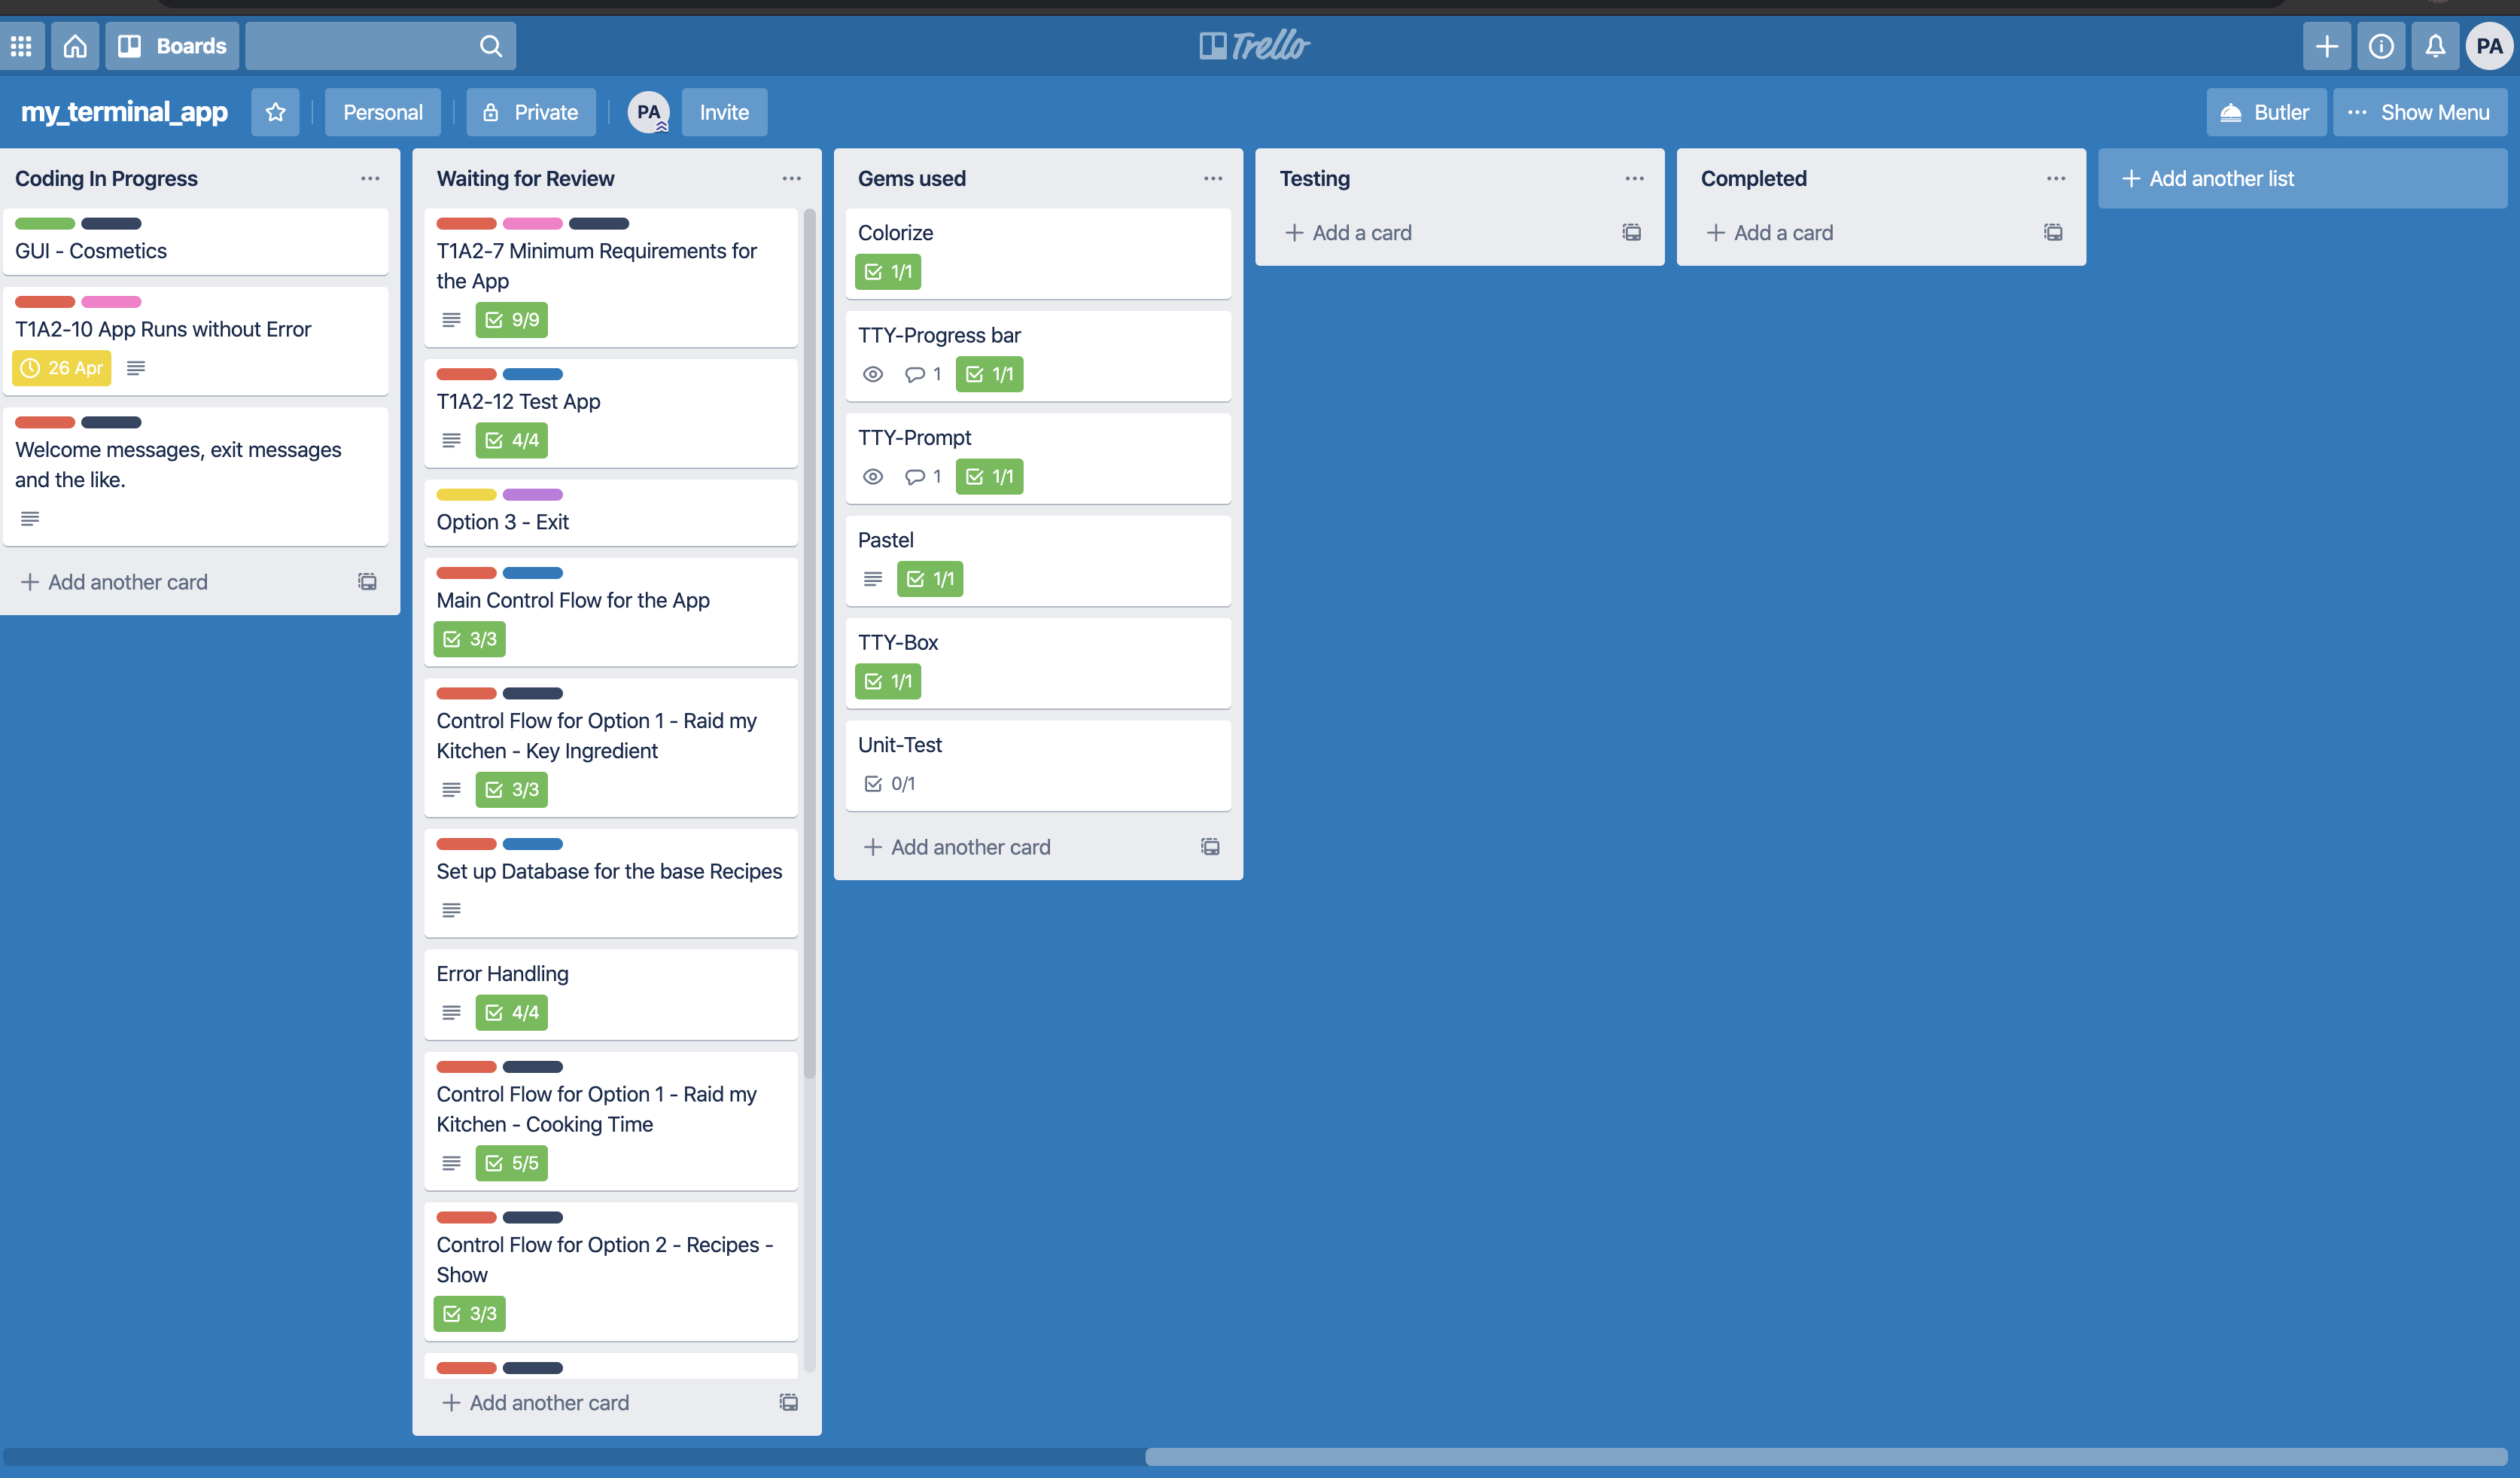 Boards
Trello
PA
my_terminal_app
Personal
Private
PA
Invite
Butler
Show Menu
Coding In Progress
GUI - Cosmetics
T1A2-10 App Runs without Error
26 Apr
Welcome messages, exit messages
and the like.
Add another card
Waiting for Review
T1A2-7 Minimum Requirements for
the App
9/9
T1A2-12 Test App
4/4
Option 3 - Exit
Main Control Flow for the App
3/3
Control Flow for Option 1 - Raid my
Kitchen - Key Ingredient
3/3
Set up Database for the base Recipes
Error Handling
4/4
Control Flow for Option 1 - Raid my
Kitchen - Cooking Time
5/5
Control Flow for Option 2 - Recipes -
Show
3/3
Add another card
Gems used
Colorize
1/1
TTY-Progress bar
1
1/1
TTY-Prompt
1
1/1
Pastel
1/1
TTY-Box
1/1
Unit-Test
0/1
Add another card
Testing
Add a card
Completed
Add a card
Add another list